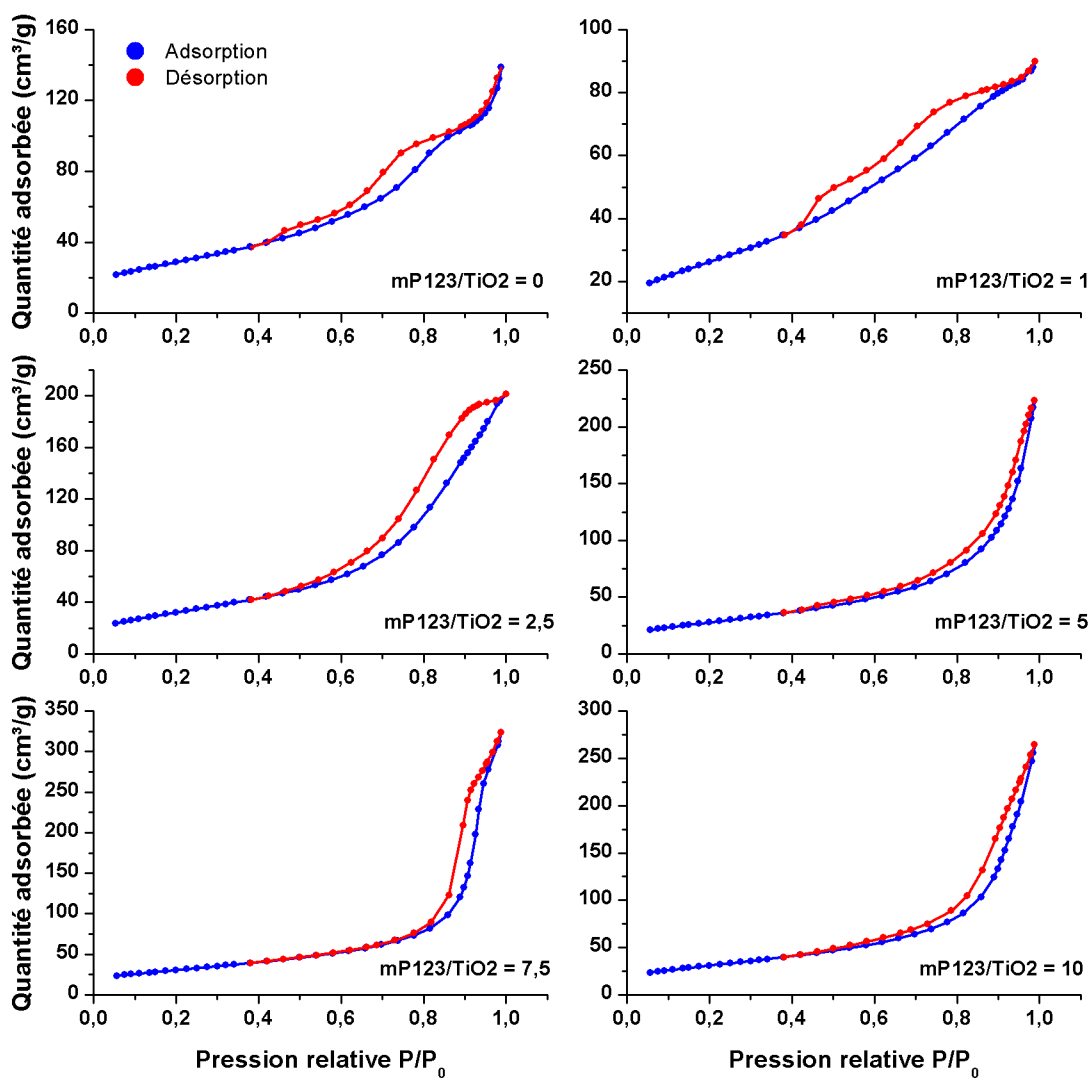 Quantité adsorbée (cm³/g)
160
120
80
40
0
Adsorption
Désorption
mP123/TiO2 = 0
0,0 0,2 0,4 0,6 0,8 1,0
100
80
60
40
20
mP123/TiO2 = 1
0,0 0,2 0,4 0,6 0,8 1,0
Quantité adsorbée (cm³/g)
200
160
120
80
40
0
mP123/TiO2 = 2,5
0,0 0,2 0,4 0,6 0,8 1,0
250
200
150
100
50
0
mP123/TiO2 = 5
0,0 0,2 0,4 0,6 0,8 1,0
Quantité adsorbée (cm³/g)
350
300
250
200
150
100
50
0
mP123/TiO2 = 7,5
0,0 0,2 0,4 0,6 0,8 1,0
Pression relative P/P₀
300
250
200
150
100
50
0
mP123/TiO2 = 10
0,0 0,2 0,4 0,6 0,8 1,0
Pression relative P/P₀